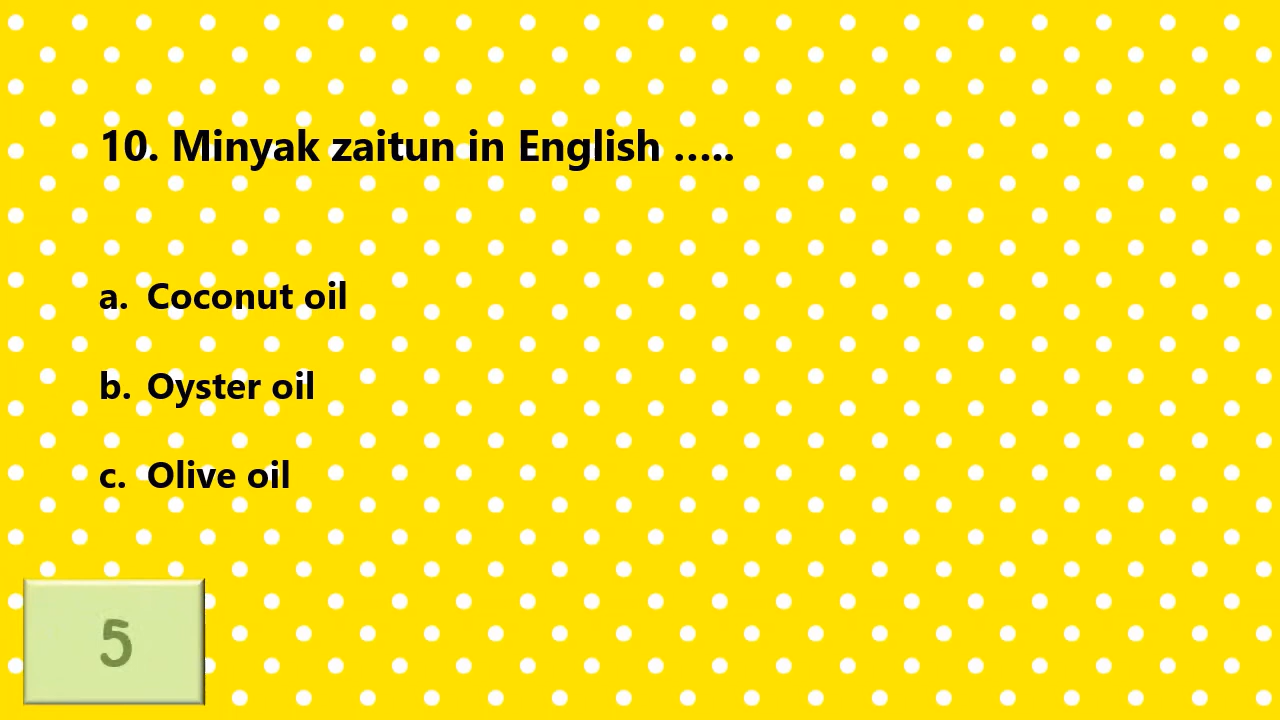 10. Minyak zaitun in English .....
a. Coconut oil
b. Oyster oil
c. Olive oil
5